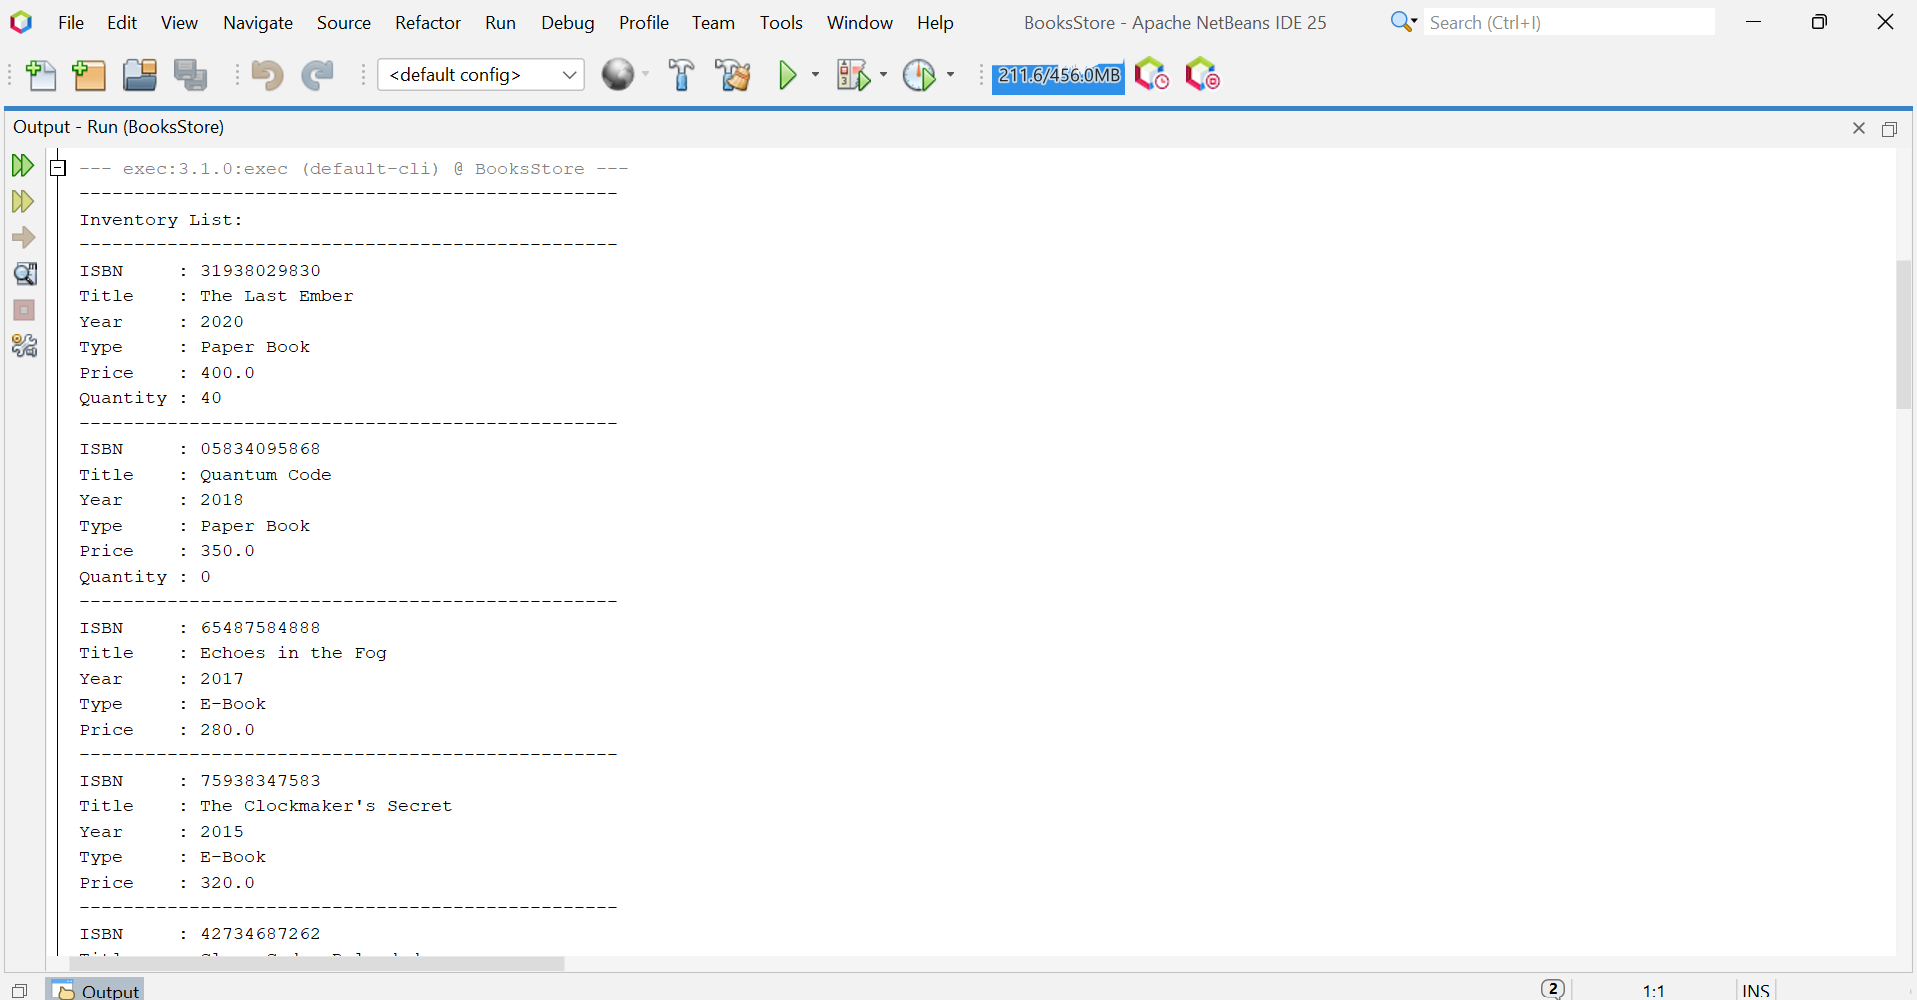 File Edit View Navigate Source Refactor Run Debug Profile Team Tools Window Help BooksStore - Apache NetBeans IDE 25 Search (Ctrl+I)
<default config> 211.6/456.0MB
Output - Run (BooksStore)
--- exec:3.1.0:exec (default-cli) @ BooksStore ---
-------------------------------------------------
Inventory List:
-------------------------------------------------
ISBN     : 31938029830
Title    : The Last Ember
Year     : 2020
Type     : Paper Book
Price    : 400.0
Quantity : 40
-------------------------------------------------
ISBN     : 05834095868
Title    : Quantum Code
Year     : 2018
Type     : Paper Book
Price    : 350.0
Quantity : 0
-------------------------------------------------
ISBN     : 65487584888
Title    : Echoes in the Fog
Year     : 2017
Type     : E-Book
Price    : 280.0
-------------------------------------------------
ISBN     : 75938347583
Title    : The Clockmaker's Secret
Year     : 2015
Type     : E-Book
Price    : 320.0
-------------------------------------------------
ISBN     : 42734687262
Output 2 1:1 INS